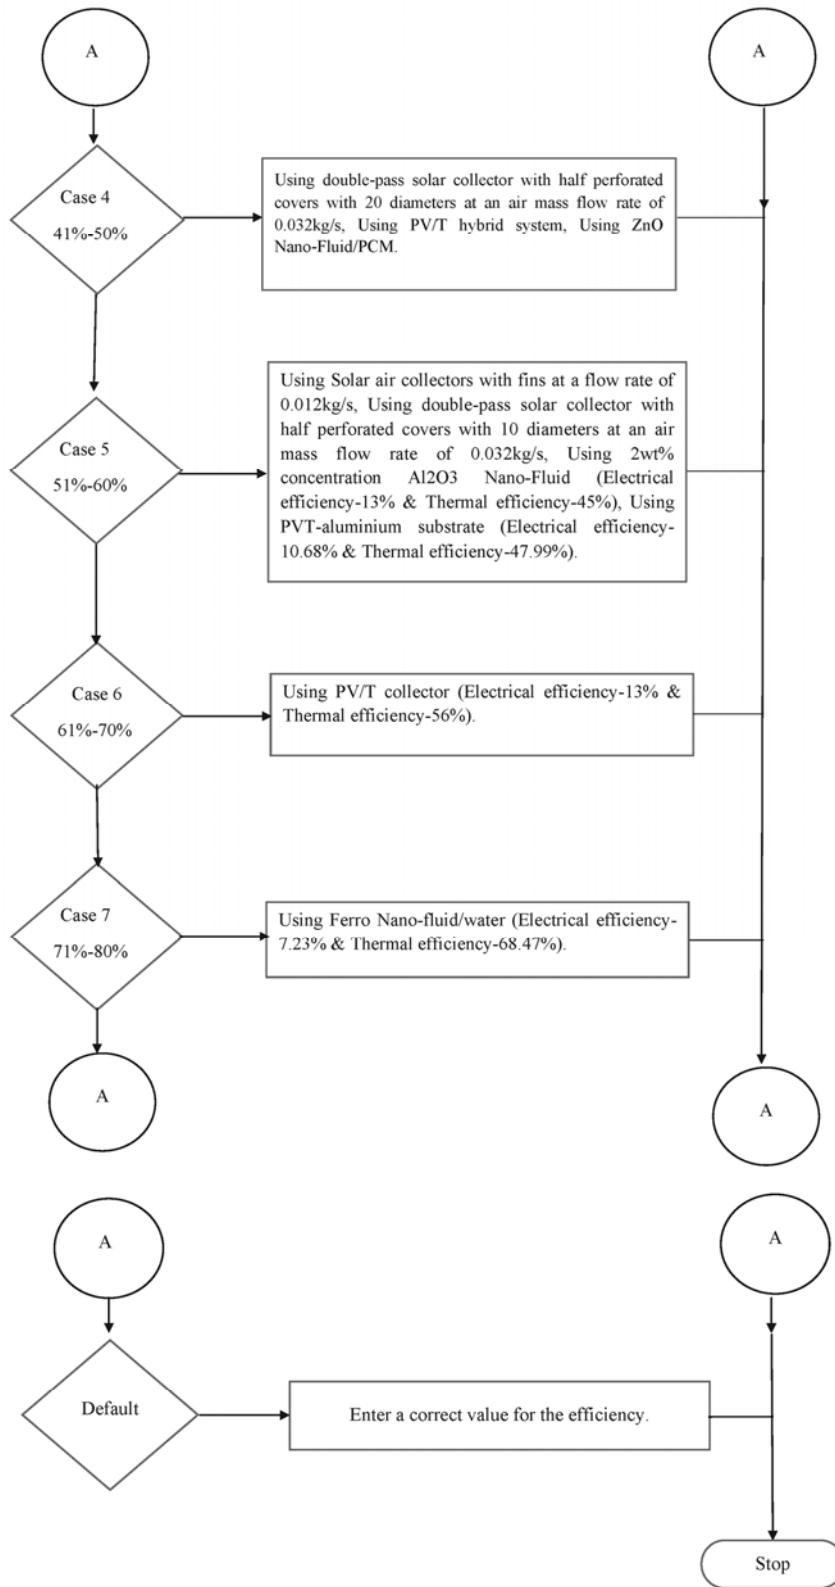 A
A
Case 4
41%-50%
Using double-pass solar collector with half perforated
covers with 20 diameters at an air mass flow rate of
0.032kg/s, Using PV/T hybrid system, Using ZnO
Nano-Fluid/PCM.
Case 5
51%-60%
Using Solar air collectors with fins at a flow rate of
0.012kg/s, Using double-pass solar collector with
half perforated covers with 10 diameters at an air
mass flow rate of 0.032kg/s, Using 2wt%
concentration Al2O3 Nano-Fluid (Electrical
efficiency-13% & Thermal efficiency-45%), Using
PVT-aluminium substrate (Electrical efficiency-
10.68% & Thermal efficiency-47.99%).
Case 6
61%-70%
Using PV/T collector (Electrical efficiency-13% &
Thermal efficiency-56%).
Case 7
71%-80%
Using Ferro Nano-fluid/water (Electrical efficiency-
7.23% & Thermal efficiency-68.47%).
A
A
A
A
Default
Enter a correct value for the efficiency.
Stop